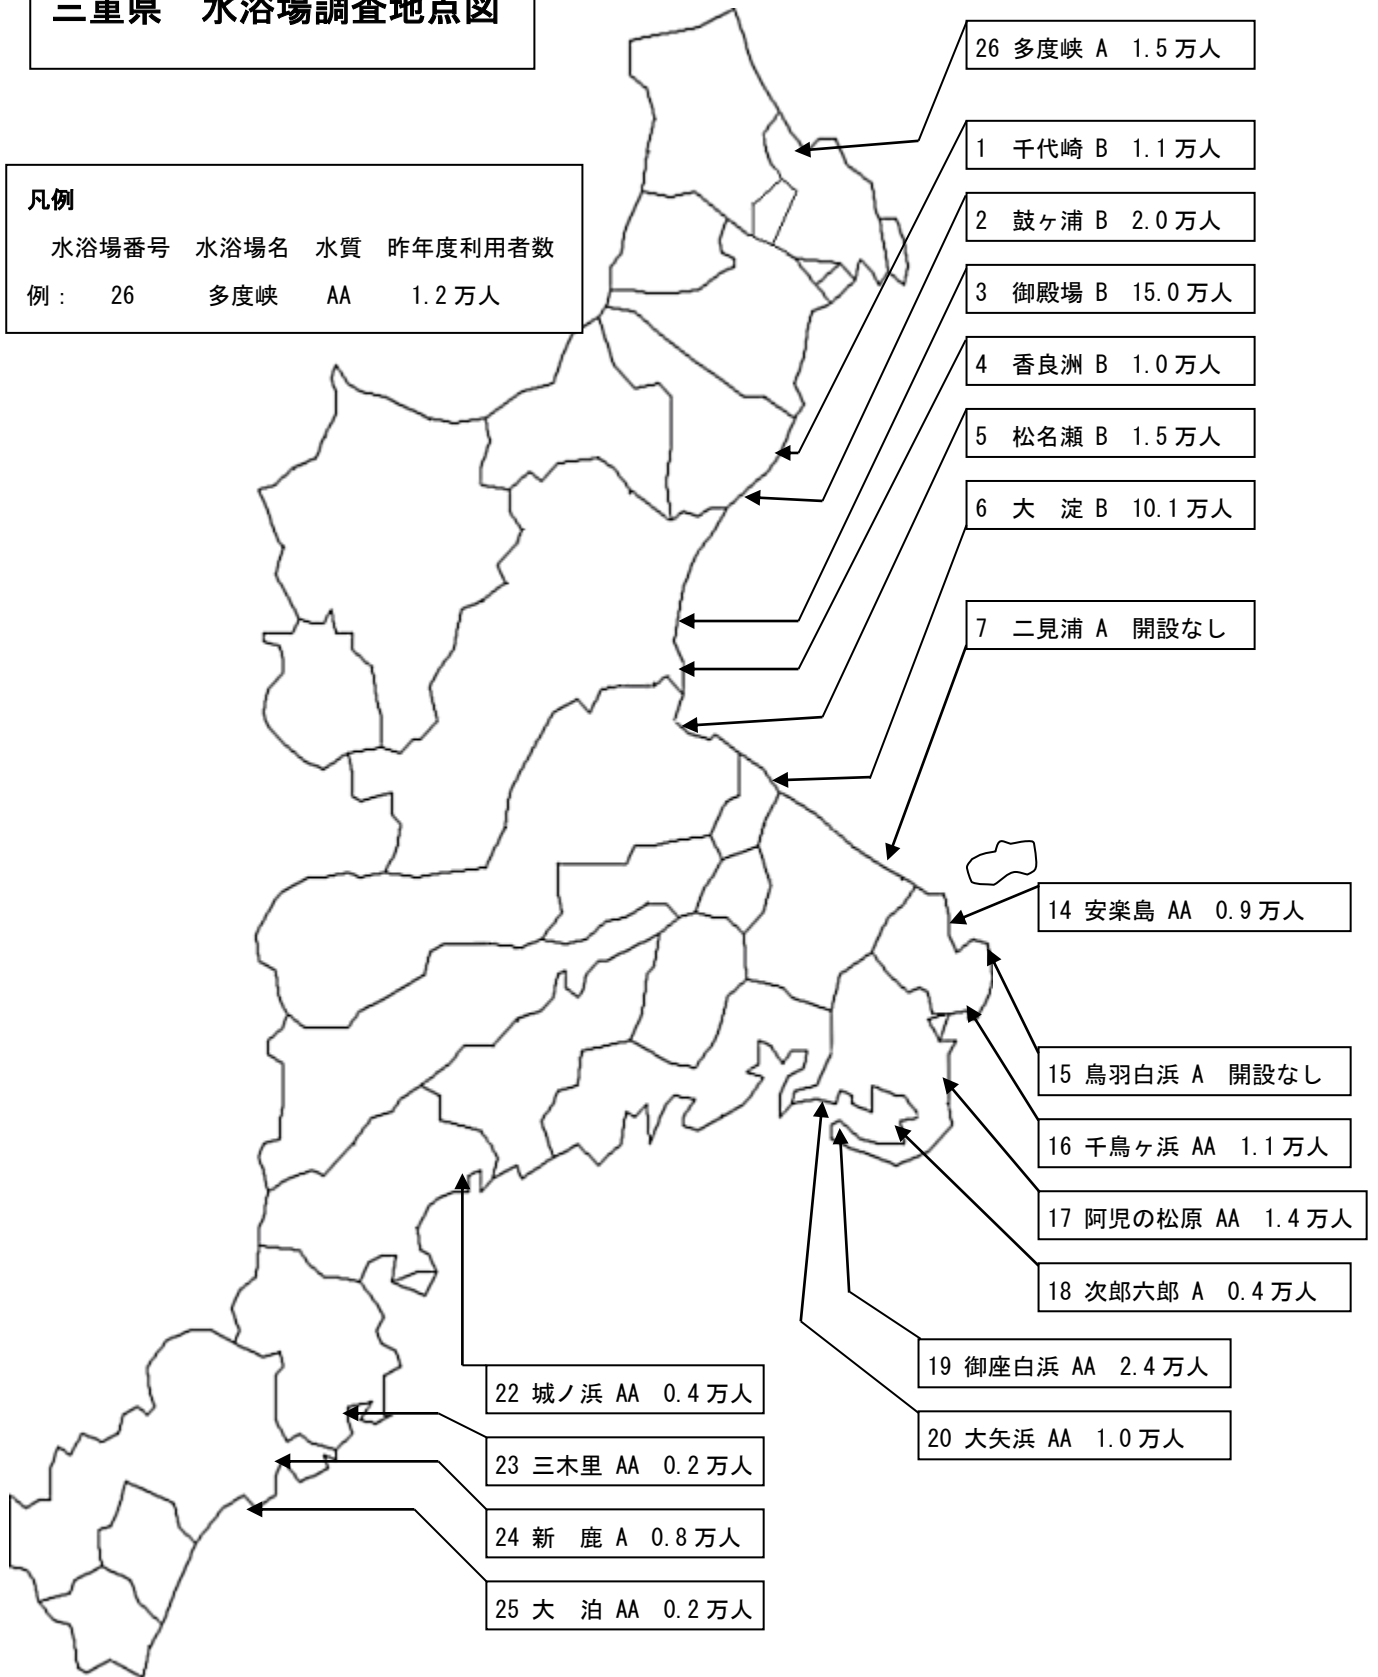 三重県　水浴場調査地点図
凡例
水浴場番号　水浴場名　水質　昨年度利用者数
例：　26　多度峡　AA　1.2万人
26 多度峡 A　1.5万人
1　千代崎 B　1.1万人
2　鼓ヶ浦 B　2.0万人
3　御殿場 B　15.0万人
4　香良洲 B　1.0万人
5　松名瀬 B　1.5万人
6　大　淀 B　10.1万人
7　二見浦 A　開設なし
14 安楽島 AA　0.9万人
15 鳥羽白浜 A　開設なし
16 千鳥ヶ浜 AA　1.1万人
17 阿児の松原 AA　1.4万人
18 次郎六郎 A　0.4万人
19 御座白浜 AA　2.4万人
20 大矢浜 AA　1.0万人
22 城ノ浜 AA　0.4万人
23 三木里 AA　0.2万人
24 新　鹿 A　0.8万人
25 大　泊 AA　0.2万人